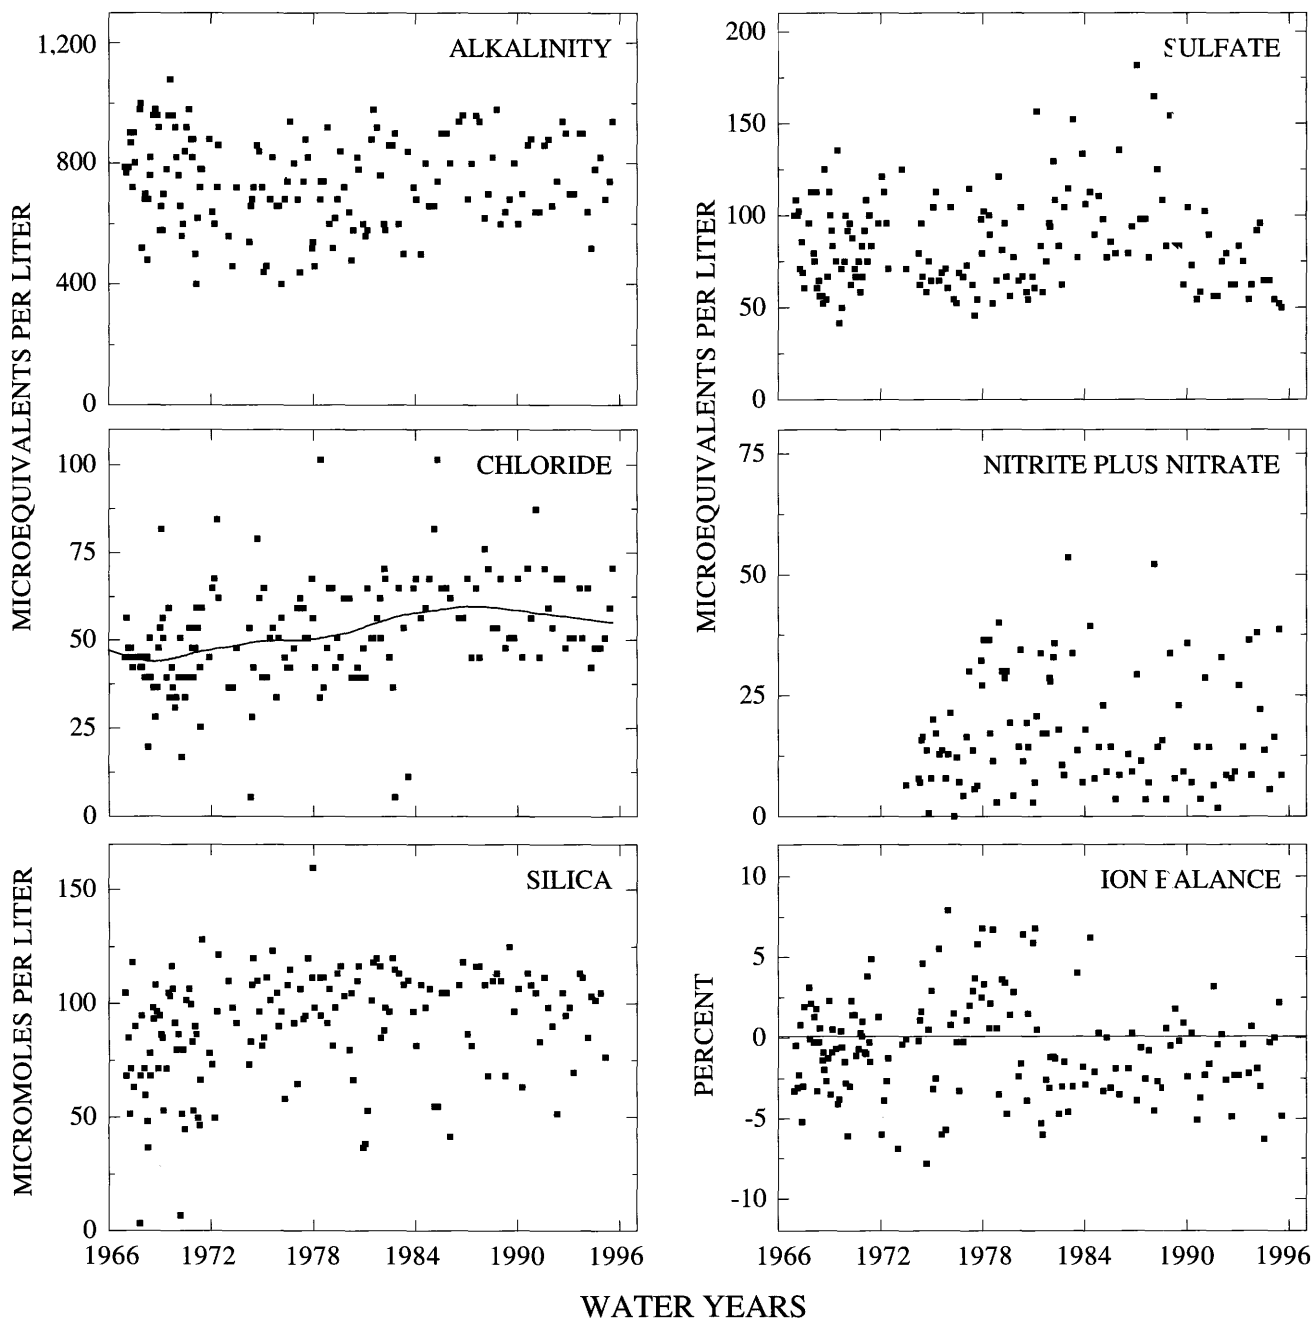 MICROEQUIVALENTS PER LITER
1,200
800
400
0
ALKALINITY
MICROEQUIVALENTS PER LITER
200
150
100
50
0
SULFATE
100
75
50
25
0
CHLORIDE
75
50
25
0
NITRITE PLUS NITRATE
MICROMOLES PER LITER
150
100
50
0
SILICA
1966 1972 1978 1984 1990 1996
PERCENT
10
5
0
-5
-10
ION BALANCE
1966 1972 1978 1984 1990 1996
WATER YEARS